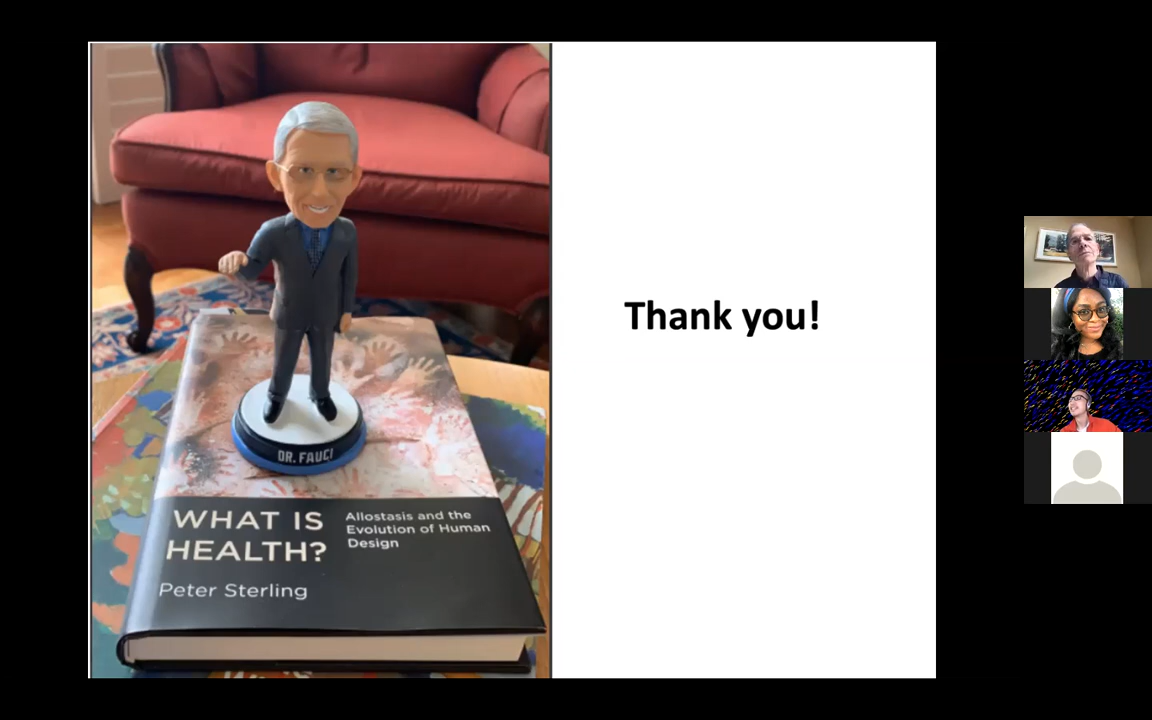 DR. FAUCI
WHAT IS
HEALTH?
Allostasis and the
Evolution of Human
Design
Peter Sterling
Thank you!